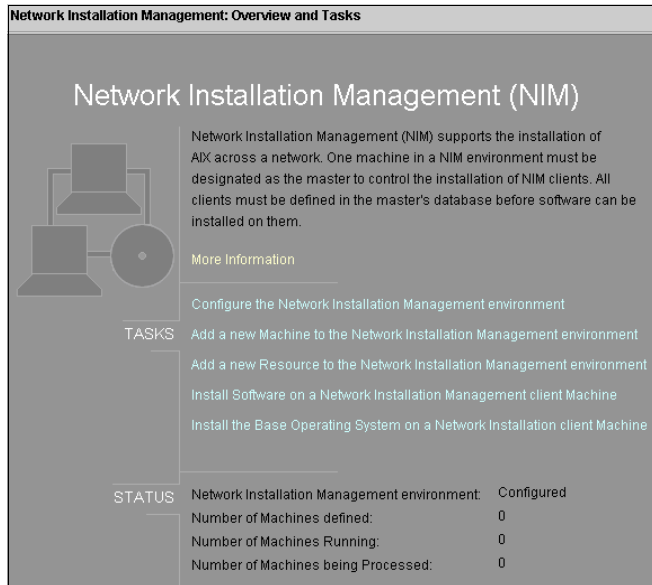 Network Installation Management: Overview and Tasks
Network Installation Management (NIM)
Network Installation Management (NIM) supports the installation of
AIX across a network. One machine in a NIM environment must be
designated as the master to control the installation of NIM clients. All
clients must be defined in the master's database before software can be
installed on them.
More Information
TASKS
Configure the Network Installation Management environment
Add a new Machine to the Network Installation Management environment
Add a new Resource to the Network Installation Management environment
Install Software on a Network Installation Management client Machine
Install the Base Operating System on a Network Installation client Machine
STATUS
Network Installation Management environment: Configured
Number of Machines defined: 0
Number of Machines Running: 0
Number of Machines being Processed: 0